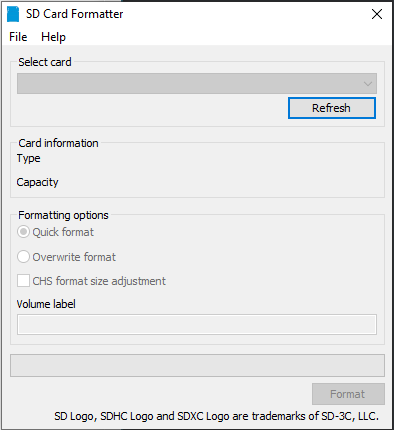 SD Card Formatter
File Help
Select card
Refresh
Card information
Type
Capacity
Formatting options
Quick format
Overwrite format
CHS format size adjustment
Volume label
Format
SD Logo, SDHC Logo and SDXC Logo are trademarks of SD-3C, LLC.